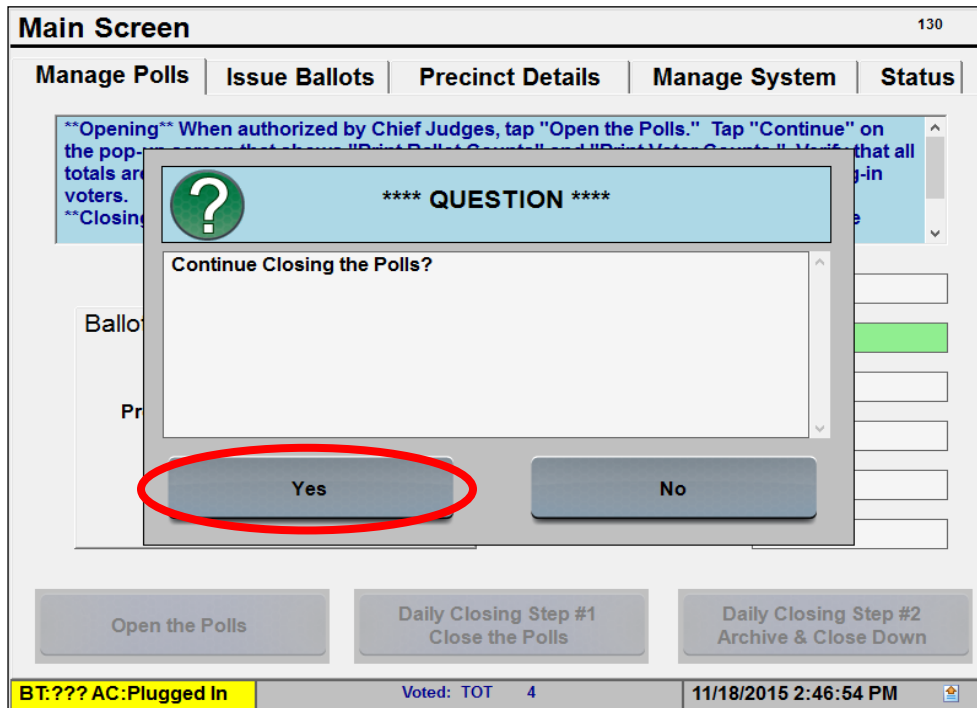 Main Screen 130
Manage Polls Issue Ballots Precinct Details Manage System Status
**Opening** When authorized by Chief Judges, tap "Open the Polls." Tap "Continue" on
the that all
totals
voters.
**** QUESTION ****
Continue Closing the Polls?
Yes No
Open the Polls
Daily Closing Step #1
Close the Polls
Daily Closing Step #2
Archive & Close Down
BT:??? AC:Plugged In Voted: TOT 4 11/18/2015 2:46:54 PM